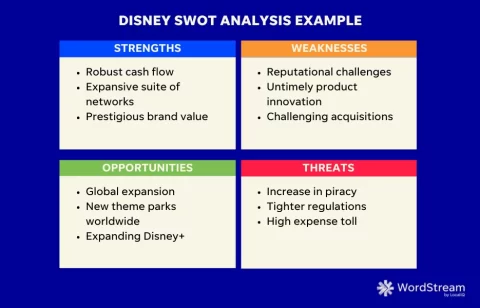 DISNEY SWOT ANALYSIS EXAMPLE
STRENGTHS
• Robust cash flow
• Expansive suite of
networks
• Prestigious brand value
WEAKNESSES
• Reputational challenges
• Untimely product
innovation
• Challenging acquisitions
OPPORTUNITIES
• Global expansion
• New theme parks
worldwide
• Expanding Disney+
THREATS
• Increase in piracy
• Tighter regulations
• High expense toll
WordStream
by LocaliQ